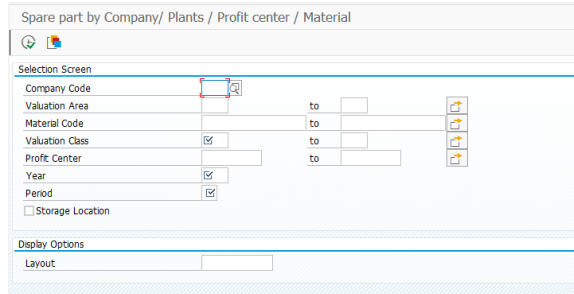 Spare part by Company/ Plants / Profit center / Material
Selection Screen
Company Code
Valuation Area to
Material Code to
Valuation Class to
Profit Center to
Year
Period
Storage Location
Display Options
Layout